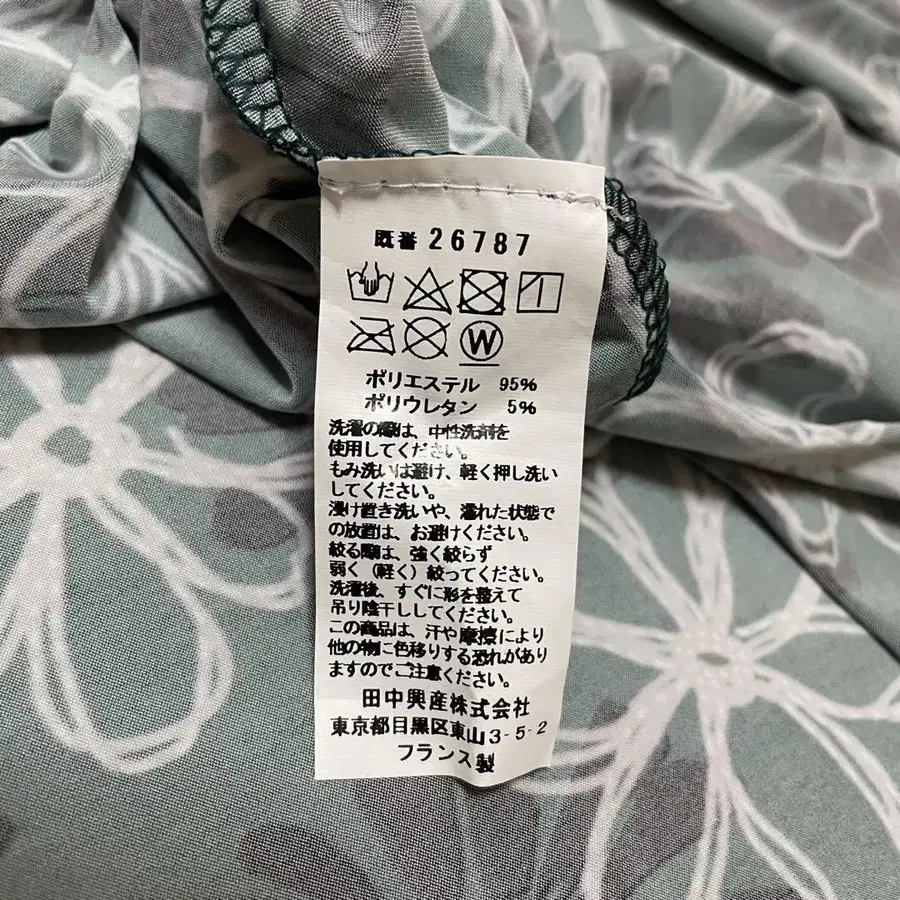 既番 26787
W
ポリエステル 95%
ポリウレタン 5%
洗濯の際は、中性洗剤を
使用してください。
もみ洗いは避け、軽く押し洗い
してください。
浸け置き洗いや、濡れた状態で
の放置は、お避けください。
絞る際は、強く絞らず
弱く（軽く）絞ってください。
洗濯後、すぐに形を整えて
吊り陰干ししてください。
この商品は、汗や摩擦により
他の物に色移りする恐れがあり
ますのでご注意ください。
田中興産株式会社
東京都目黒区東山3-5-2
フランス製